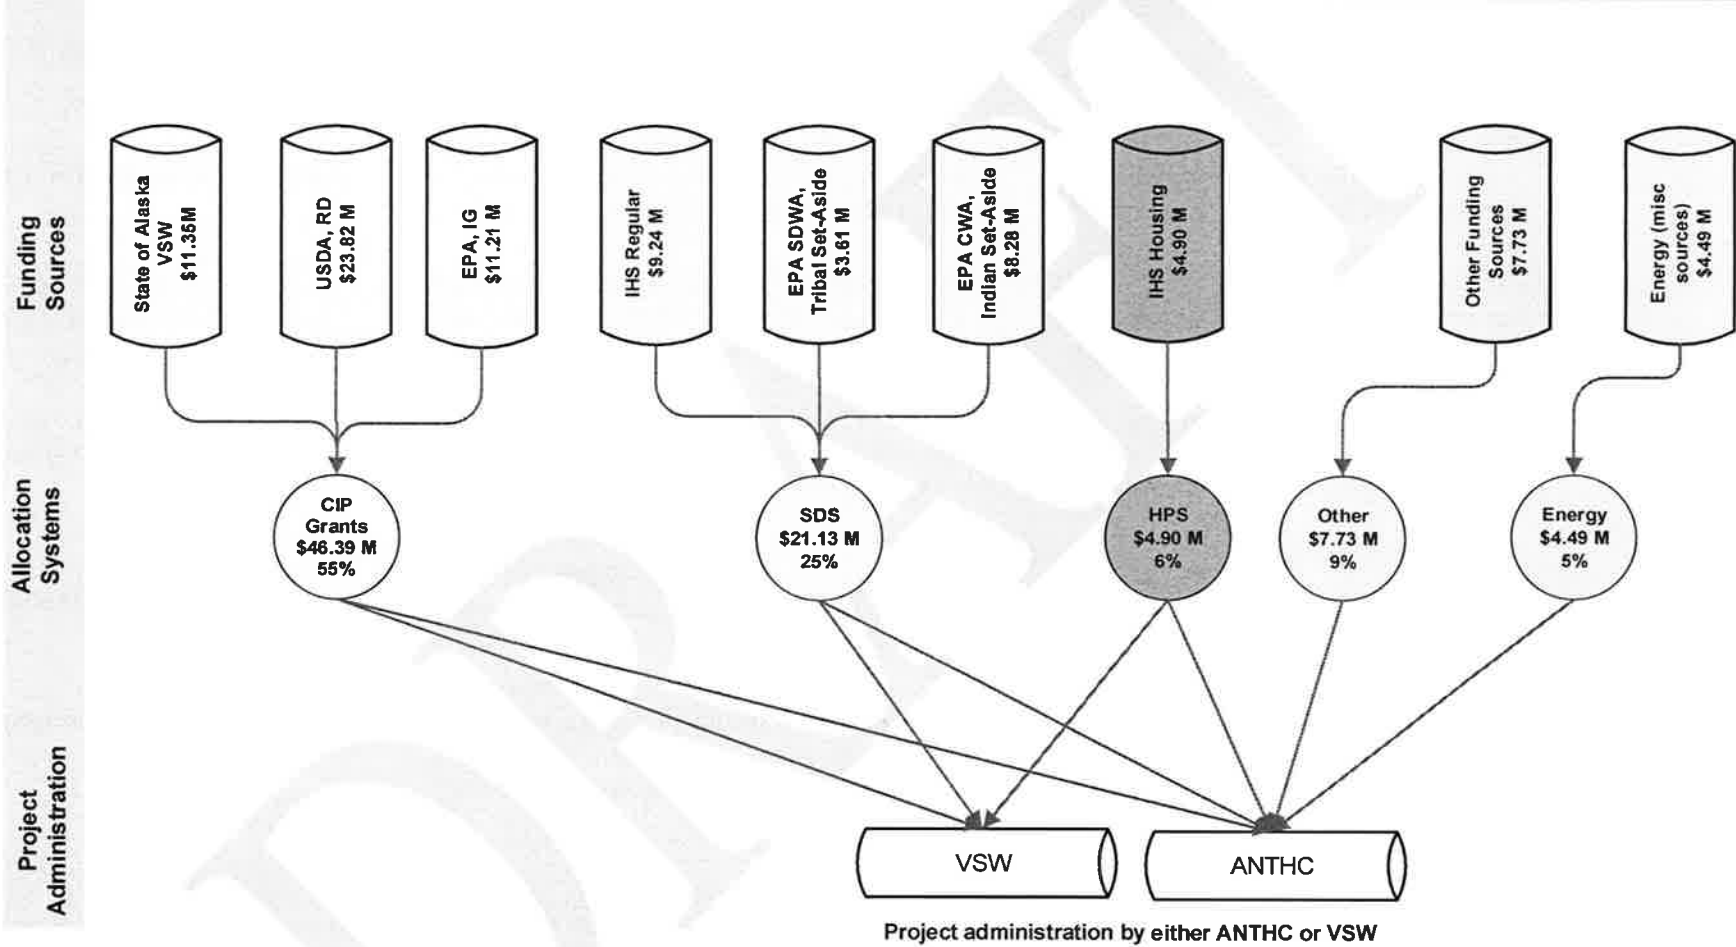 Funding
Sources
State of Alaska
VSW
$11.35M
USDA, RD
$23.82 M
EPA, IG
$11.21 M
IHS Regular
$9.24 M
EPA SDWA,
Tribal Set-Aside
$3.61 M
EPA CWA,
Indian Set-Aside
$8.28 M
IHS Housing
$4.90 M
Other Funding
Sources
$7.73 M
Energy (misc
sources)
$4.49 M
Allocation
Systems
CIP
Grants
$46.39 M
55%
SDS
$21.13 M
25%
HPS
$4.90 M
6%
Other
$7.73 M
9%
Energy
$4.49 M
5%
Project
Administration
VSW
ANTHC
Project administration by either ANTHC or VSW
DRAFT